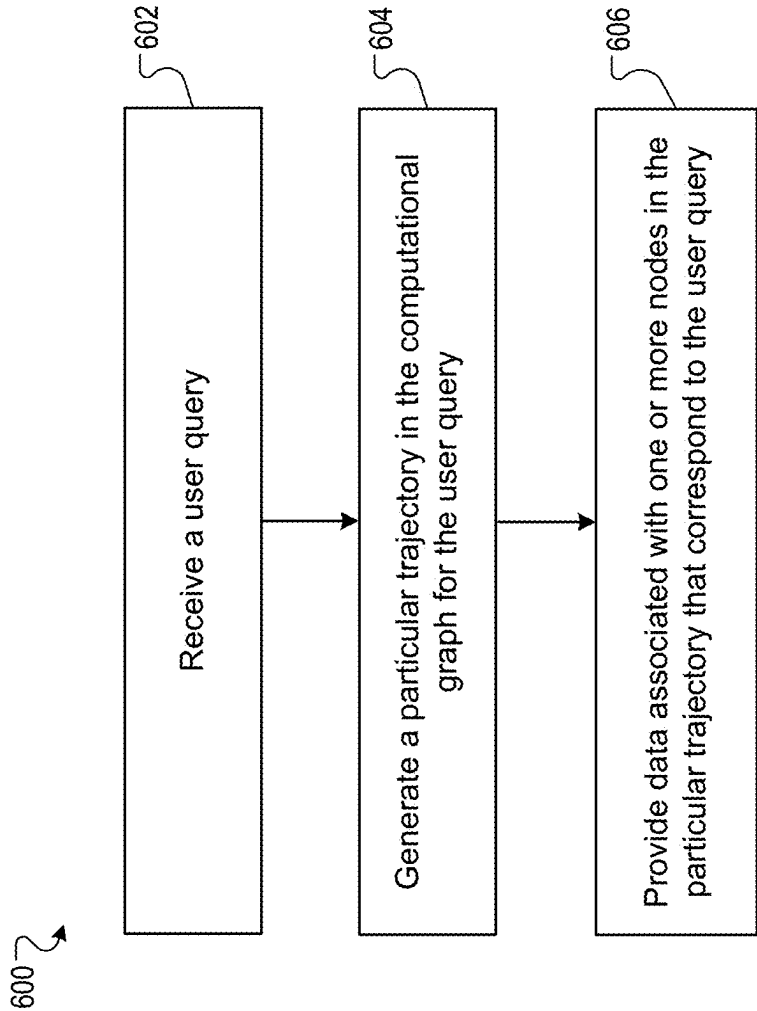 600
Receive a user query
602
Generate a particular trajectory in the computational
graph for the user query
604
Provide data associated with one or more nodes in the
particular trajectory that correspond to the user query
606